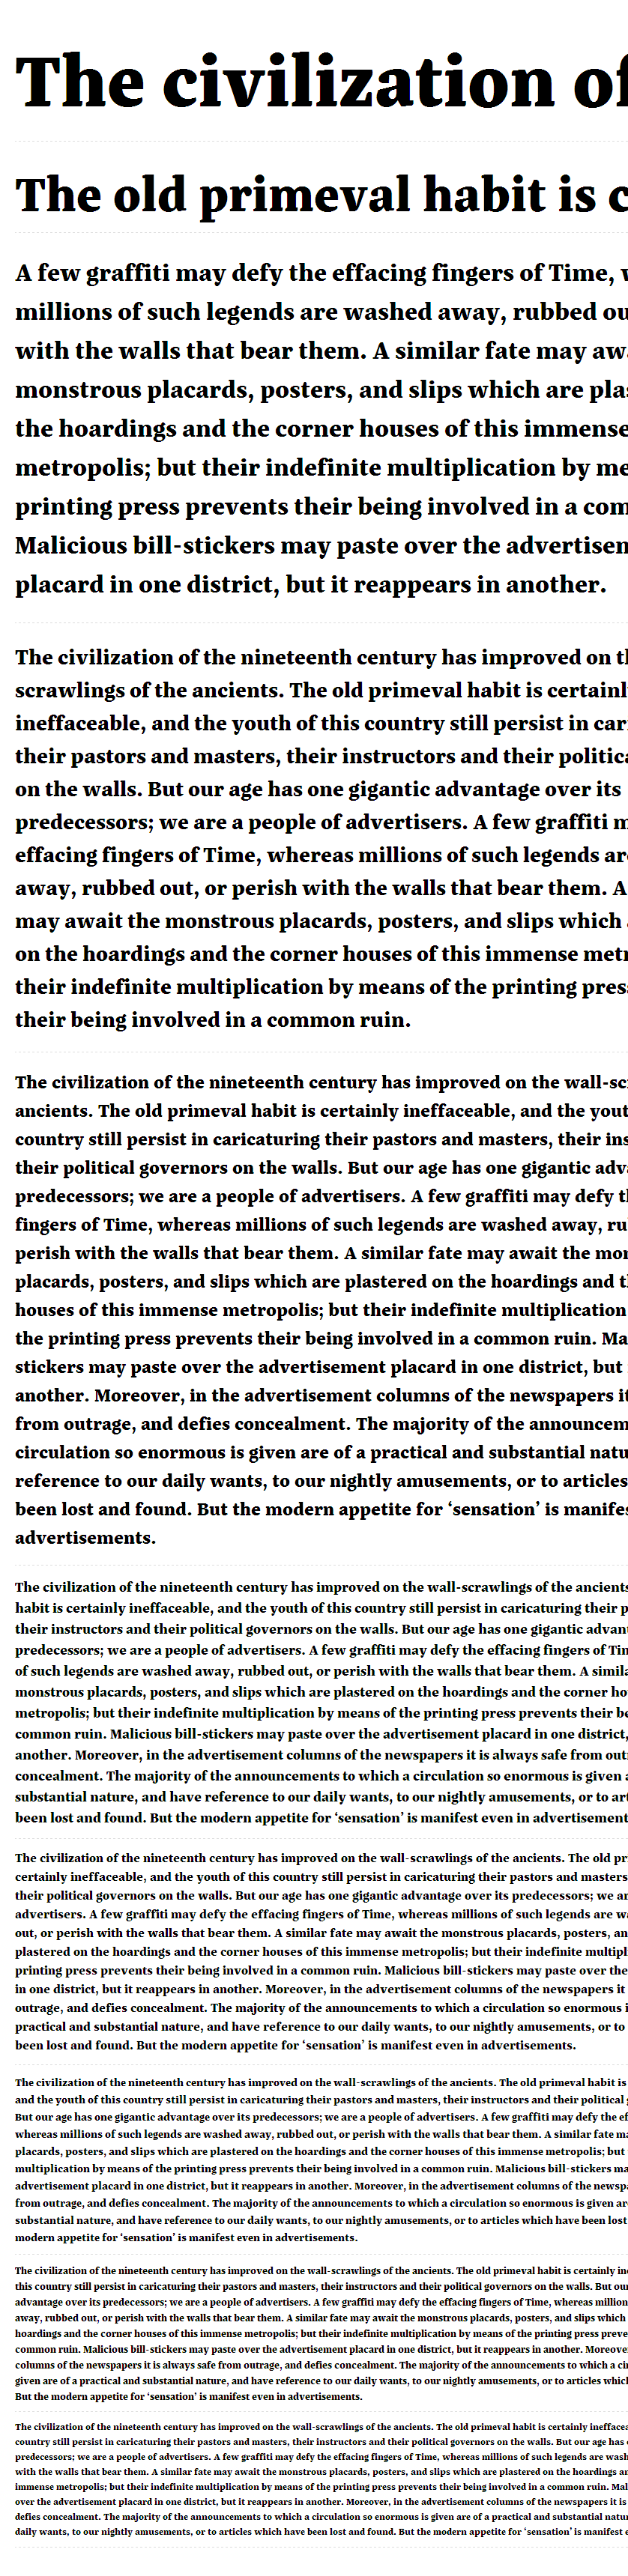 The civilization of
The old primeval habit is c
A few graffiti may defy the effacing fingers of Time, w
millions of such legends are washed away, rubbed ou
with the walls that bear them. A similar fate may aw
monstrous placards, posters, and slips which are plas
the hoardings and the corner houses of this immense
metropolis; but their indefinite multiplication by me
printing press prevents their being involved in a com
Malicious bill-stickers may paste over the advertisem
placard in one district, but it reappears in another.
The civilization of the nineteenth century has improved on th
scrawlings of the ancients. The old primeval habit is certainl
ineffaceable, and the youth of this country still persist in car
their pastors and masters, their instructors and their politica
on the walls. But our age has one gigantic advantage over its
predecessors; we are a people of advertisers. A few graffiti m
effacing fingers of Time, whereas millions of such legends ar
away, rubbed out, or perish with the walls that bear them. A
may await the monstrous placards, posters, and slips which
on the hoardings and the corner houses of this immense metr
their indefinite multiplication by means of the printing pres
their being involved in a common ruin.
The civilization of the nineteenth century has improved on the wall-sc
ancients. The old primeval habit is certainly ineffaceable, and the yout
country still persist in caricaturing their pastors and masters, their ins
their political governors on the walls. But our age has one gigantic adv
predecessors; we are a people of advertisers. A few graffiti may defy th
fingers of Time, whereas millions of such legends are washed away, ru
perish with the walls that bear them. A similar fate may await the mon
placards, posters, and slips which are plastered on the hoardings and th
houses of this immense metropolis; but their indefinite multiplication
the printing press prevents their being involved in a common ruin. Ma
stickers may paste over the advertisement placard in one district, but
another. Moreover, in the advertisement columns of the newspapers it
from outrage, and defies concealment. The majority of the announcem
circulation so enormous is given are of a practical and substantial natu
reference to our daily wants, to our nightly amusements, or to articles
been lost and found. But the modern appetite for ‘sensation’ is manifes
advertisements.
The civilization of the nineteenth century has improved on the wall-scrawlings of the ancients
habit is certainly ineffaceable, and the youth of this country still persist in caricaturing their p
their instructors and their political governors on the walls. But our age has one gigantic advan
predecessors; we are a people of advertisers. A few graffiti may defy the effacing fingers of Tim
of such legends are washed away, rubbed out, or perish with the walls that bear them. A simila
monstrous placards, posters, and slips which are plastered on the hoardings and the corner ho
metropolis; but their indefinite multiplication by means of the printing press prevents their be
common ruin. Malicious bill-stickers may paste over the advertisement placard in one district,
another. Moreover, in the advertisement columns of the newspapers it is always safe from out
concealment. The majority of the announcements to which a circulation so enormous is given a
substantial nature, and have reference to our daily wants, to our nightly amusements, or to art
been lost and found. But the modern appetite for ‘sensation’ is manifest even in advertisement
The civilization of the nineteenth century has improved on the wall-scrawlings of the ancients. The old pr
certainly ineffaceable, and the youth of this country still persist in caricaturing their pastors and masters
their political governors on the walls. But our age has one gigantic advantage over its predecessors; we ar
advertisers. A few graffiti may defy the effacing fingers of Time, whereas millions of such legends are wa
out, or perish with the walls that bear them. A similar fate may await the monstrous placards, posters, an
plastered on the hoardings and the corner houses of this immense metropolis; but their indefinite multipl
printing press prevents their being involved in a common ruin. Malicious bill-stickers may paste over the
in one district, but it reappears in another. Moreover, in the advertisement columns of the newspapers it
outrage, and defies concealment. The majority of the announcements to which a circulation so enormous i
practical and substantial nature, and have reference to our daily wants, to our nightly amusements, or to
been lost and found. But the modern appetite for ‘sensation’ is manifest even in advertisements.
The civilization of the nineteenth century has improved on the wall-scrawlings of the ancients. The old primeval habit is
and the youth of this country still persist in caricaturing their pastors and masters, their instructors and their political g
But our age has one gigantic advantage over its predecessors; we are a people of advertisers. A few graffiti may defy the ef
whereas millions of such legends are washed away, rubbed out, or perish with the walls that bear them. A similar fate ma
placards, posters, and slips which are plastered on the hoardings and the corner houses of this immense metropolis; but
multiplication by means of the printing press prevents their being involved in a common ruin. Malicious bill-stickers ma
advertisement placard in one district, but it reappears in another. Moreover, in the advertisement columns of the newspa
from outrage, and defies concealment. The majority of the announcements to which a circulation so enormous is given ar
substantial nature, and have reference to our daily wants, to our nightly amusements, or to articles which have been lost
modern appetite for ‘sensation’ is manifest even in advertisements.
The civilization of the nineteenth century has improved on the wall-scrawlings of the ancients. The old primeval habit is certainly in
this country still persist in caricaturing their pastors and masters, their instructors and their political governors on the walls. But our
advantage over its predecessors; we are a people of advertisers. A few graffiti may defy the effacing fingers of Time, whereas million
away, rubbed out, or perish with the walls that bear them. A similar fate may await the monstrous placards, posters, and slips which
hoardings and the corner houses of this immense metropolis; but their indefinite multiplication by means of the printing press preve
common ruin. Malicious bill-stickers may paste over the advertisement placard in one district, but it reappears in another. Moreover
columns of the newspapers it is always safe from outrage, and defies concealment. The majority of the announcements to which a cir
given are of a practical and substantial nature, and have reference to our daily wants, to our nightly amusements, or to articles which
But the modern appetite for ‘sensation’ is manifest even in advertisements.
The civilization of the nineteenth century has improved on the wall-scrawlings of the ancients. The old primeval habit is certainly ineffacea
country still persist in caricaturing their pastors and masters, their instructors and their political governors on the walls. But our age has
predecessors; we are a people of advertisers. A few graffiti may defy the effacing fingers of Time, whereas millions of such legends are wash
with the walls that bear them. A similar fate may await the monstrous placards, posters, and slips which are plastered on the hoardings an
immense metropolis; but their indefinite multiplication by means of the printing press prevents their being involved in a common ruin. Mal
over the advertisement placard in one district, but it reappears in another. Moreover, in the advertisement columns of the newspapers it is
defies concealment. The majority of the announcements to which a circulation so enormous is given are of a practical and substantial natur
daily wants, to our nightly amusements, or to articles which have been lost and found. But the modern appetite for ‘sensation’ is manifest e